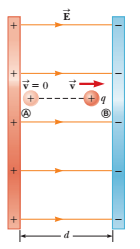 E⃗
+ −
+ −
v⃗ = 0 v⃗
+ + q
Ⓐ Ⓑ
+ −
+ −
+ −
d